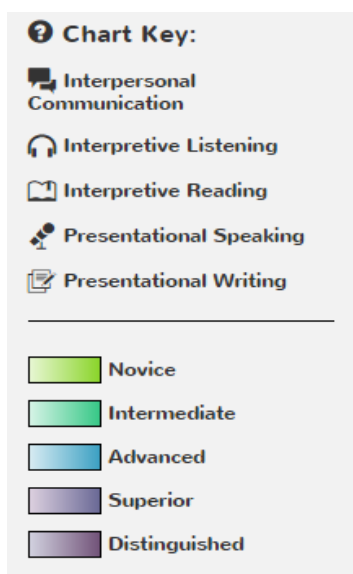 Chart Key:
Interpersonal
Communication
Interpretive Listening
Interpretive Reading
Presentational Speaking
Presentational Writing
Novice
Intermediate
Advanced
Superior
Distinguished